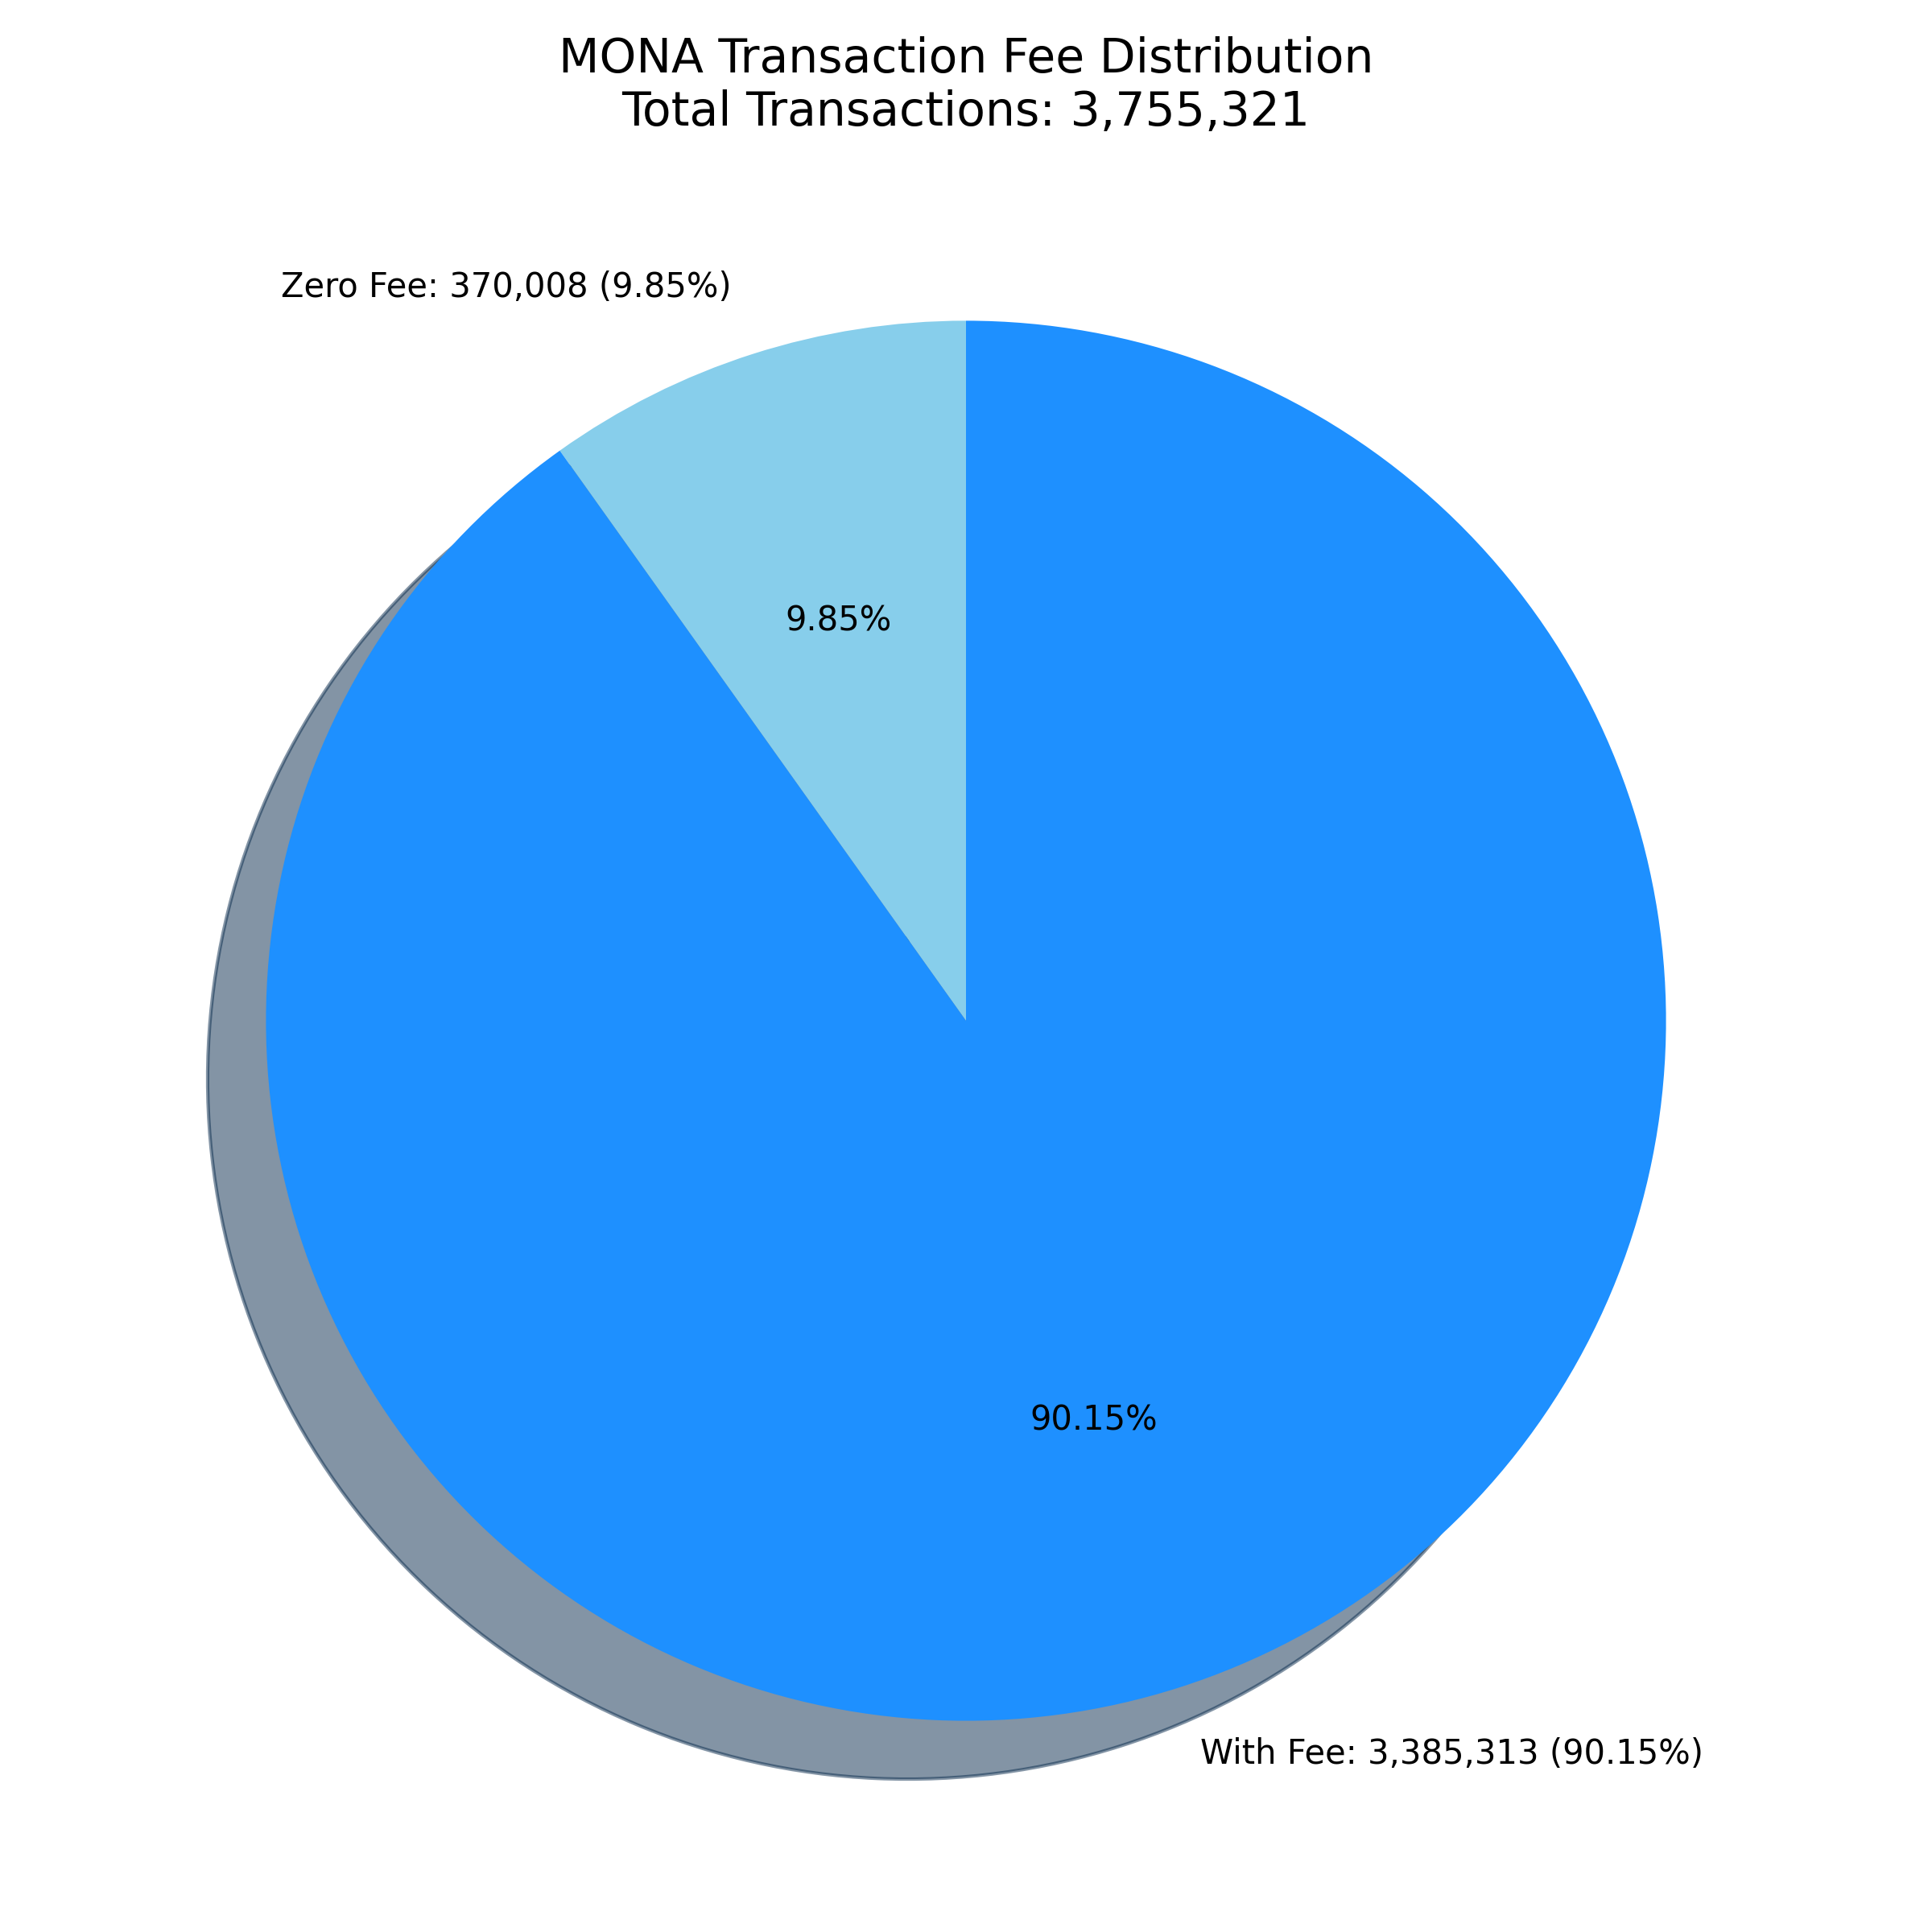 MONA Transaction Fee Distribution
Total Transactions: 3,755,321
Zero Fee: 370,008 (9.85%)
9.85%
90.15%
With Fee: 3,385,313 (90.15%)